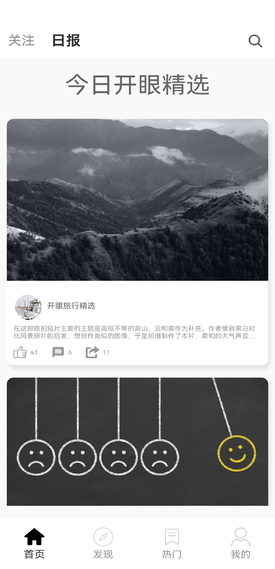 关注 日报
今日开眼精选
开眼旅行精选
在这部旅拍短片主要的主题是高低不等的高山，云和雾作为补充。作者受到黑白对
比风景照片的启发，想创作类似的图像，于是拍摄制作了本片，柔和的大气声音...
41 6 11
首页 发现 热门 我的